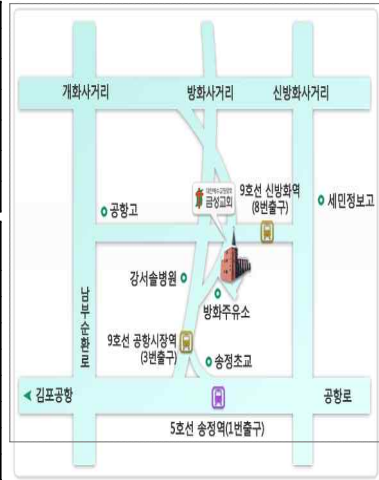 개화사거리
방화사거리
신방화사거리
금성교회
9호선 신방화역
(8번출구)
세민정보고
공항고
강서솔병원
방화주유소
남부순환로
9호선 공항시장역
(3번출구)
송정초교
김포공항
공항로
5호선 송정역(1번출구)